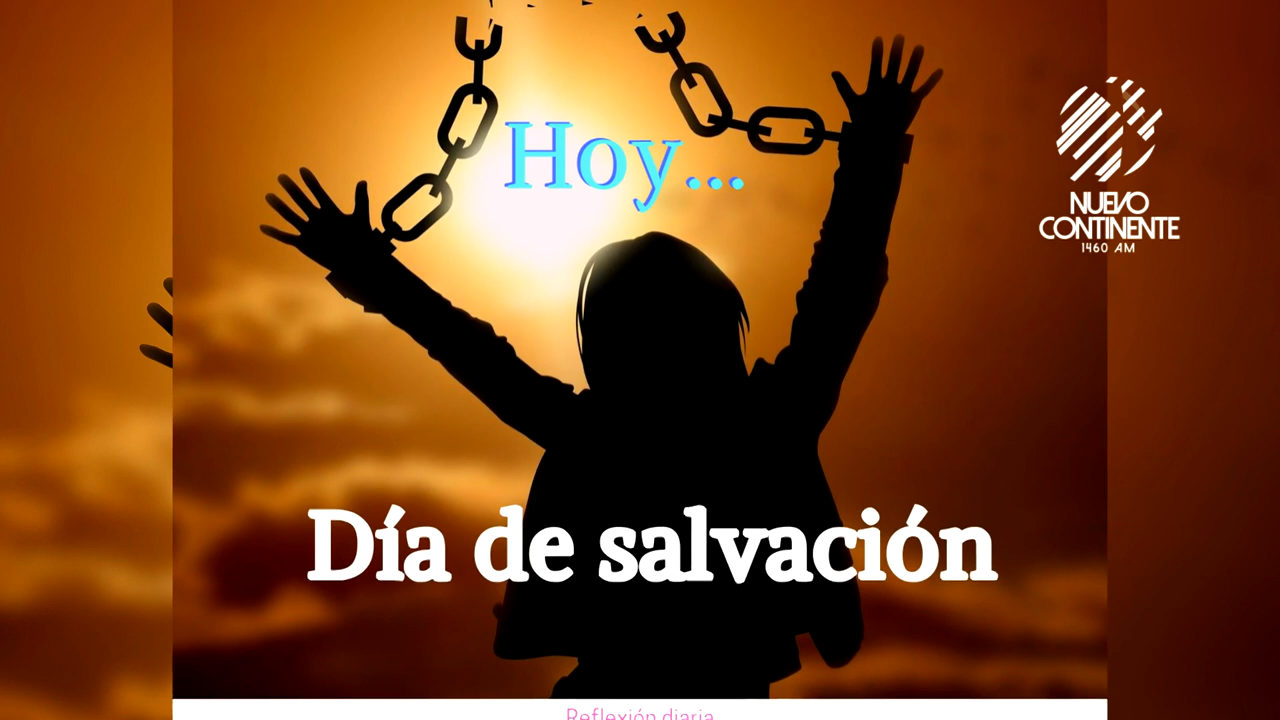 Hoy...
NUEVO
CONTINENTE
1460 AM
Día de salvación
Reflexión diaria